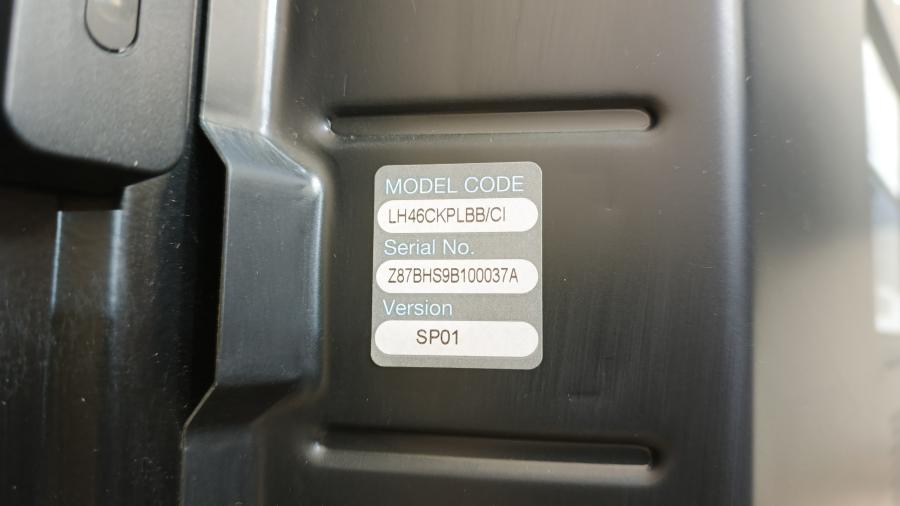 MODEL CODE
LH46CKPLBB/CI
Serial No.
Z87BHS9B100037A
Version
SP01